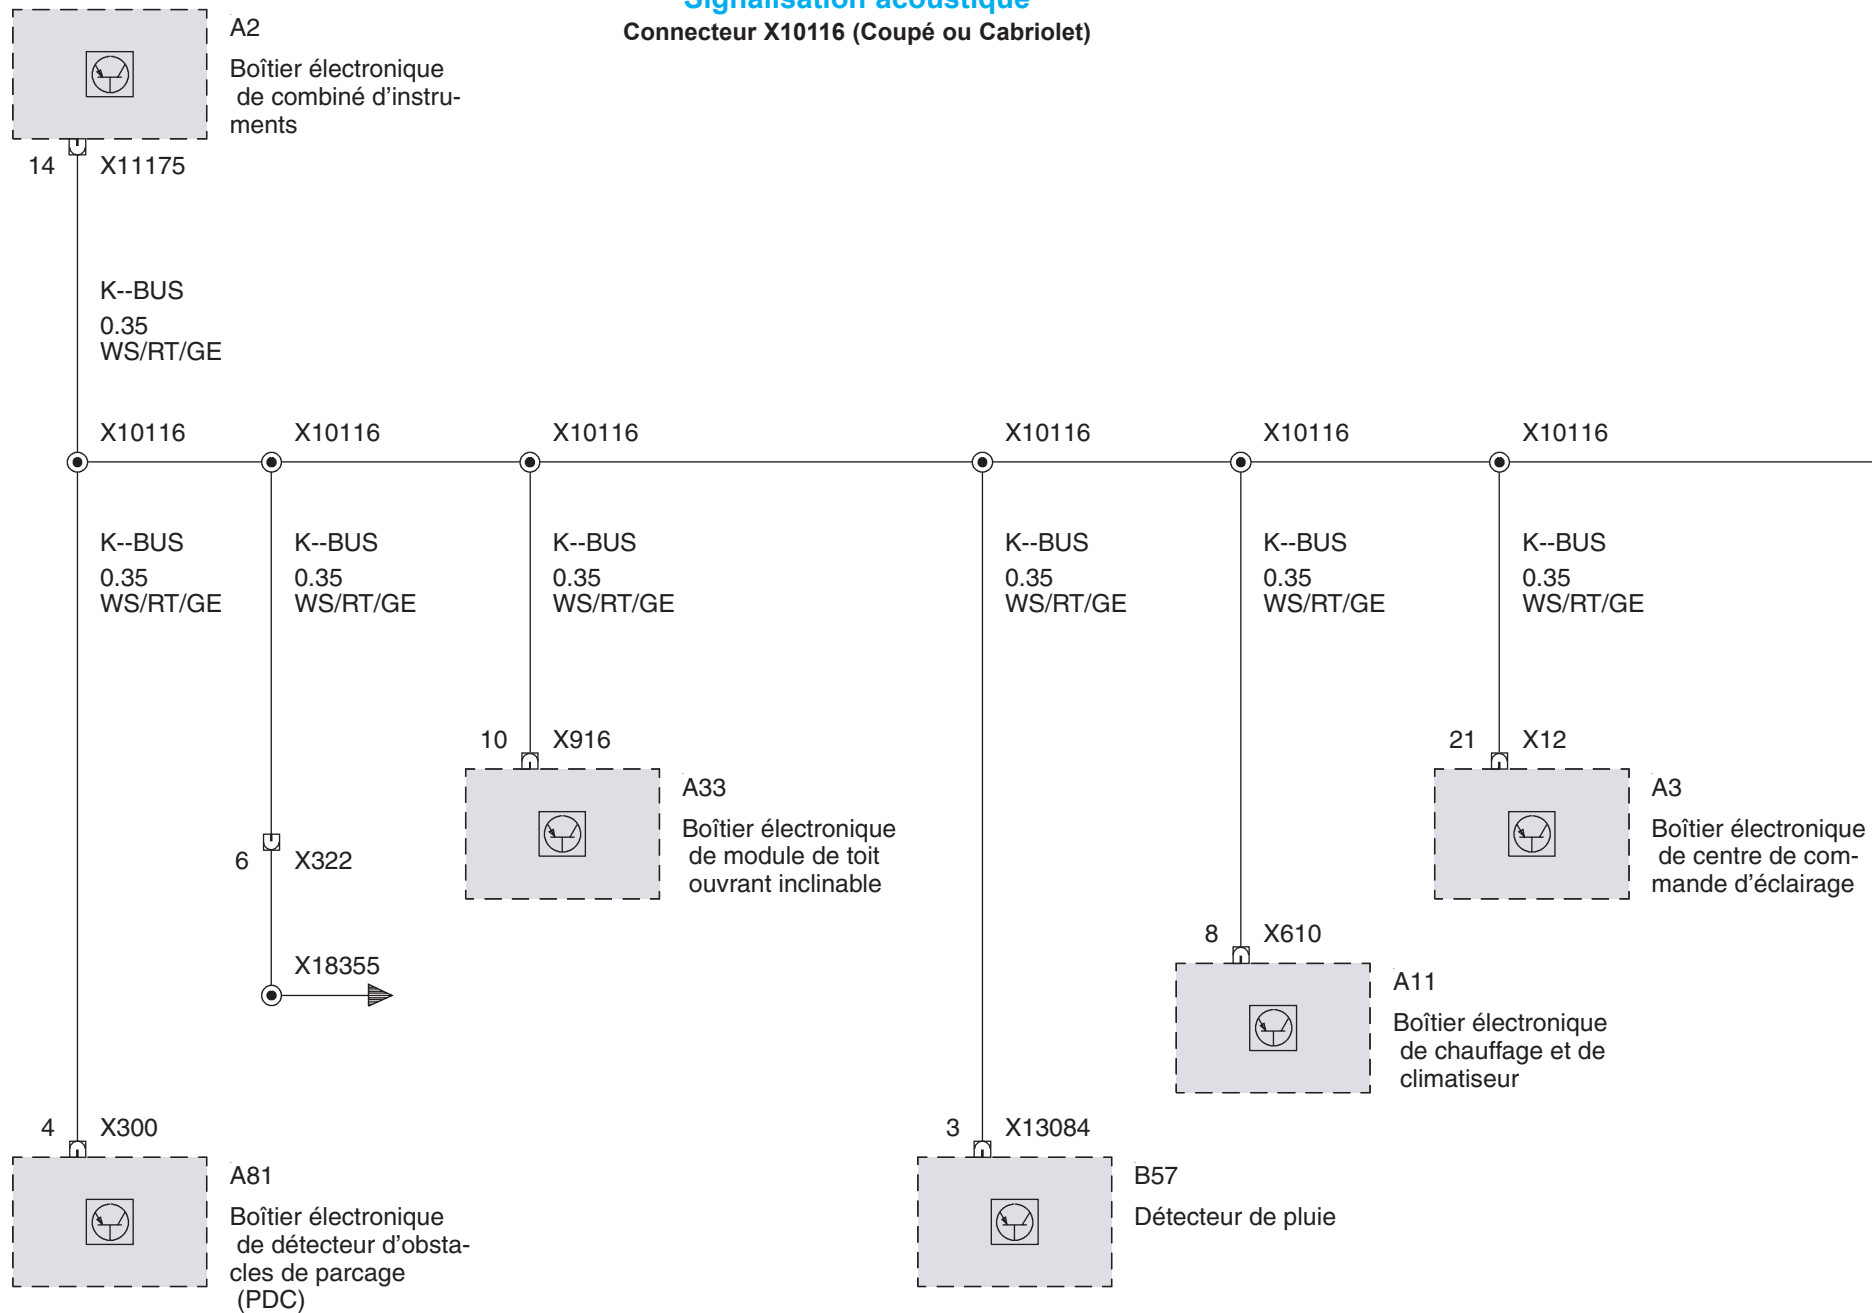 Signalisation acoustique
Connecteur X10116 (Coupé ou Cabriolet)
A2
Boîtier électronique
de combiné d'instru-
ments
14 X11175
K--BUS
0.35
WS/RT/GE
X10116 X10116 X10116 X10116 X10116 X10116
K--BUS K--BUS K--BUS K--BUS K--BUS K--BUS
0.35 0.35 0.35 0.35 0.35 0.35
WS/RT/GE WS/RT/GE WS/RT/GE WS/RT/GE WS/RT/GE WS/RT/GE
10 X916
21 X12
A33
Boîtier électronique
de module de toit
ouvrant inclinable
A3
Boîtier électronique
de centre de com-
mande d'éclairage
6 X322
8 X610
X18355
A11
Boîtier électronique
de chauffage et de
climatiseur
4 X300
3 X13084
A81
Boîtier électronique
de détecteur d'obsta-
cles de parcage
(PDC)
B57
Détecteur de pluie